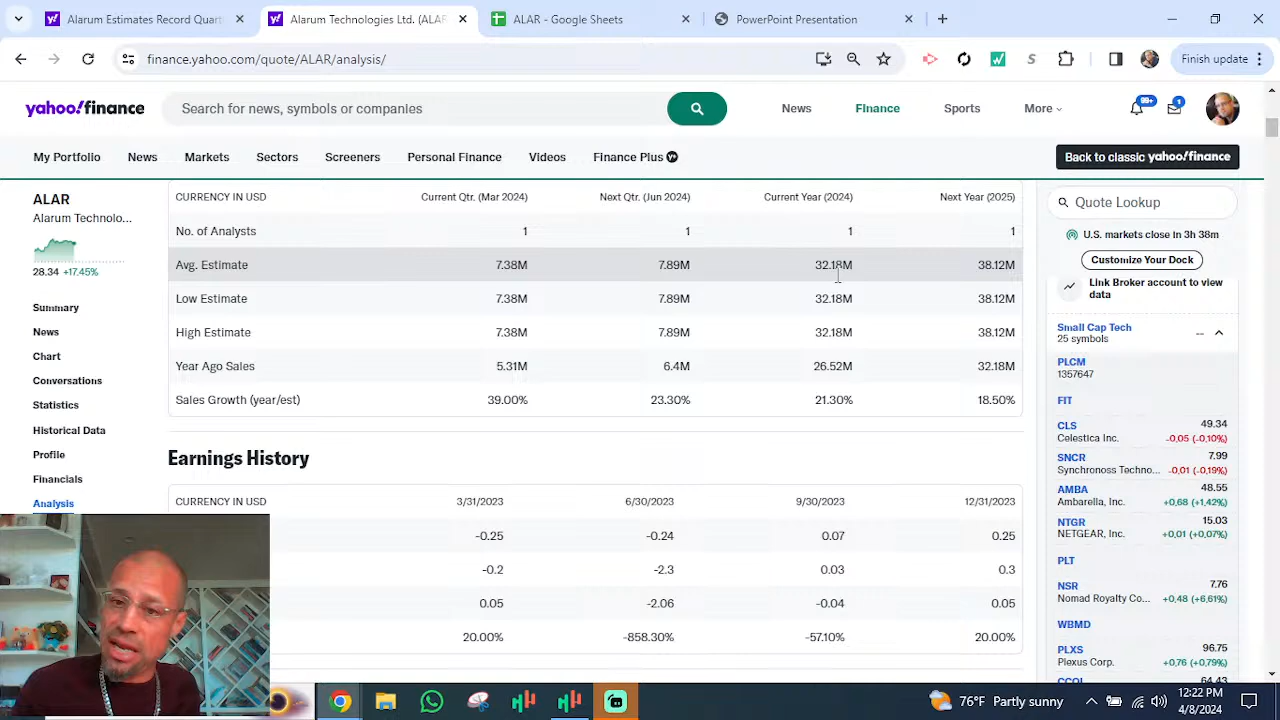 Alarum Estimates Record Quart
Alarum Technologies Ltd. (ALAR
ALAR - Google Sheets
PowerPoint Presentation
finance.yahoo.com/quote/ALAR/analysis/
Finish update
yahoo!finance
Search for news, symbols or companies
News
Finance
Sports
More
99+
1
My Portfolio
News
Markets
Sectors
Screeners
Personal Finance
Videos
Finance Plus
Back to classic yahoo!finance
ALAR
Alarum Technolo...
28.34 +17.45%
Summary
News
Chart
Conversations
Statistics
Historical Data
Profile
Financials
Analysis
CURRENCY IN USD Current Qtr. (Mar 2024) Next Qtr. (Jun 2024) Current Year (2024) Next Year (2025)
No. of Analysts 1 1 1 1
Avg. Estimate 7.38M 7.89M 32.18M 38.12M
Low Estimate 7.38M 7.89M 32.18M 38.12M
High Estimate 7.38M 7.89M 32.18M 38.12M
Year Ago Sales 5.31M 6.4M 26.52M 32.18M
Sales Growth (year/est) 39.00% 23.30% 21.30% 18.50%
Earnings History
CURRENCY IN USD 3/31/2023 6/30/2023 9/30/2023 12/31/2023
-0.25 -0.24 0.07 0.25
-0.2 -2.3 0.03 0.3
0.05 -2.06 -0.04 0.05
20.00% -858.30% -57.10% 20.00%
Quote Lookup
U.S. markets close in 3h 38m
Customize Your Dock
Link Broker account to view
data
Small Cap Tech --
25 symbols
PLCM
1357647
FIT
CLS 49.34
Celestica Inc. -0.05 (-0.10%)
SNCR 7.99
Synchronoss Techno... -0.01 (-0.19%)
AMBA 48.55
Ambarella, Inc. +0.68 (+1.42%)
NTGR 15.03
NETGEAR, Inc. +0.01 (+0.07%)
PLT
NSR 7.76
Nomad Royalty Co... +0.48 (+6.61%)
WBMD
PLXS 96.75
Plexus Corp. +0.76 (+0.79%)
CCOI 64.43
76°F Party sunny
12:22 PM
4/8/2024